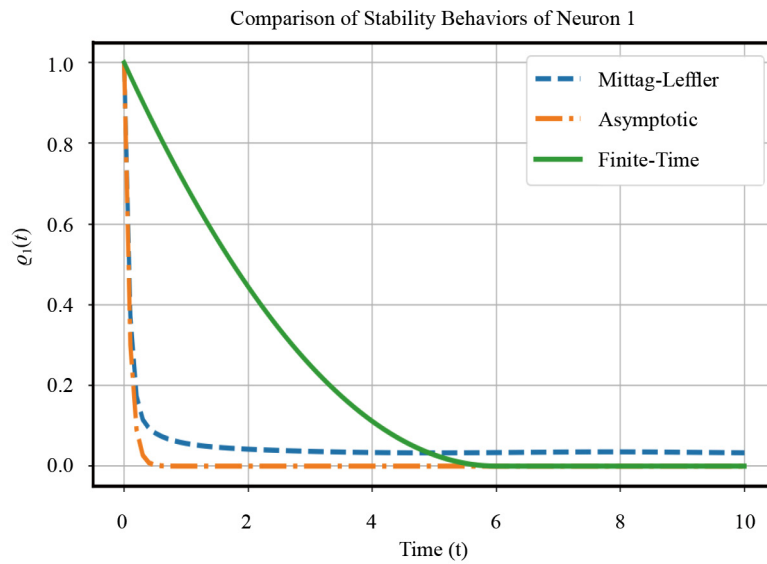 Comparison of Stability Behaviors of Neuron 1
Mittag-Leffler
Asymptotic
Finite-Time
1.0
0.8
0.6
0.4
0.2
0.0
ϱ₁(t)
0 2 4 6 8 10
Time (t)